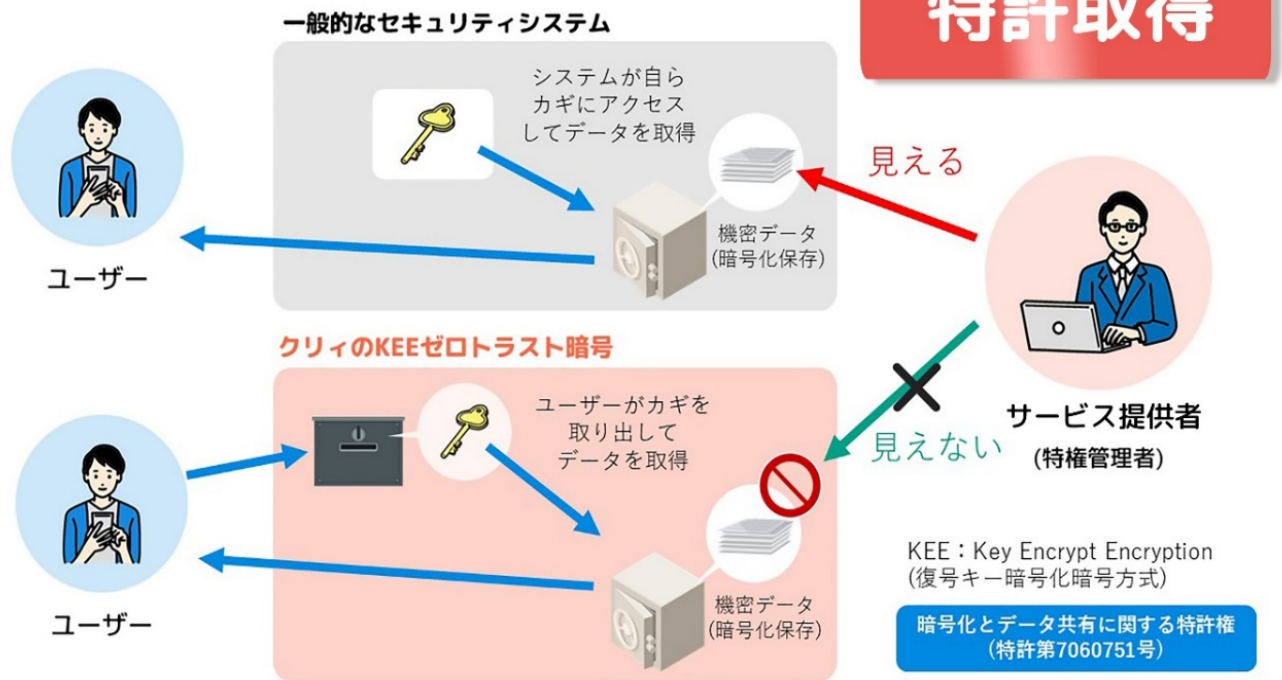 一般的なセキュリティシステム
特許取得
システムが自ら
カギにアクセス
してデータを取得
見える
機密データ
(暗号化保存)
ユーザー
クリィのKEEゼロトラスト暗号
ユーザーがカギを
取り出して
データを取得
見えない
サービス提供者
(特権管理者)
機密データ
(暗号化保存)
ユーザー
KEE：Key Encrypt Encryption
(復号キー暗号化暗号方式)
暗号化とデータ共有に関する特許権
(特許第7060751号)